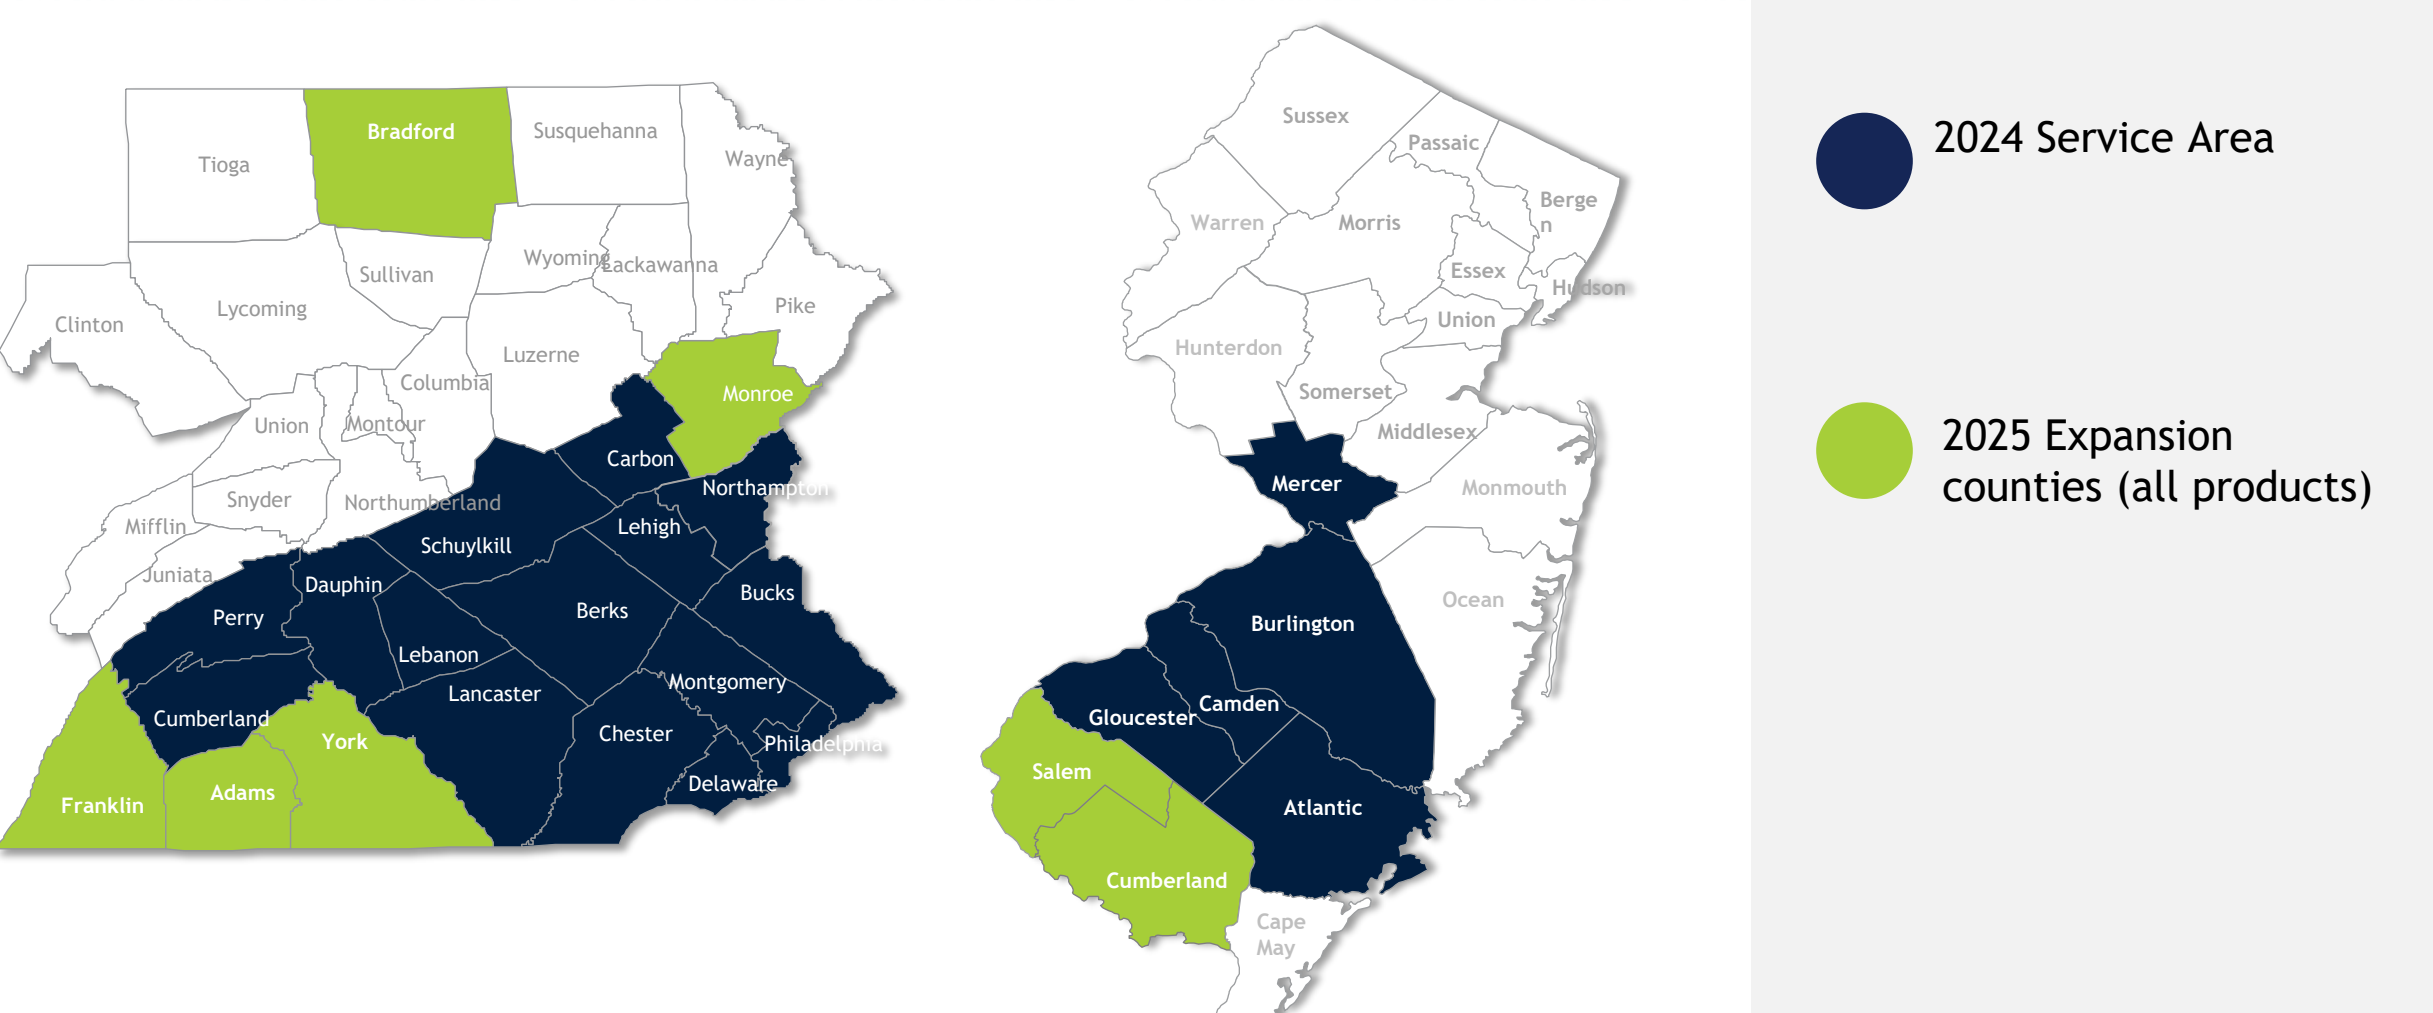 Bradford
Susquehanna
Wayne
Tioga
Wyoming
Lackawanna
Sullivan
Pike
Lycoming
Clinton
Luzerne
Columbia
Monroe
Union
Montour
Carbon
Northampton
Snyder
Northumberland
Mifflin
Lehigh
Schuylkill
Juniata
Dauphin
Bucks
Berks
Perry
Lebanon
Montgomery
Lancaster
Cumberland
Chester
York
Philadelphia
Delaware
Adams
Franklin
Sussex
Passaic
Berge
n
Warren
Morris
Essex
Hudson
Union
Hunterdon
Somerset
Middlesex
Mercer
Monmouth
Ocean
Burlington
Camden
Gloucester
Salem
Atlantic
Cumberland
Cape
May
2024 Service Area
2025 Expansion
counties (all products)